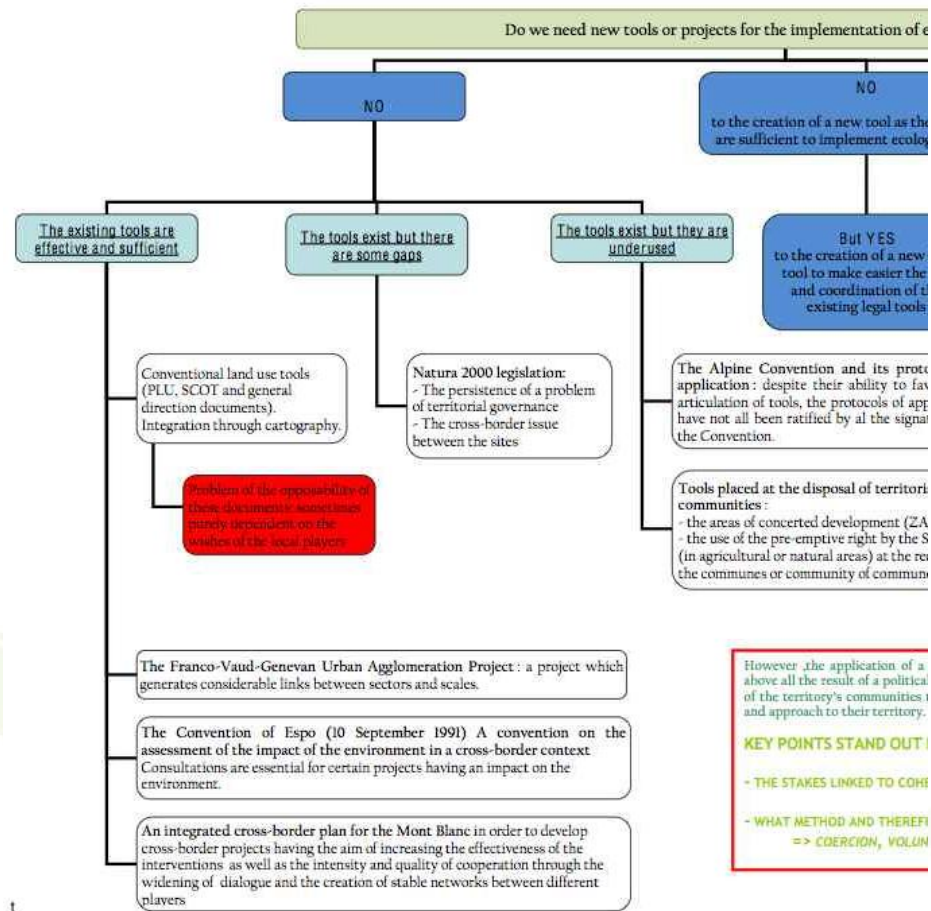 Do we need new tools or projects for the implementation of e
NO
NO
to the creation of a new tool as the
are sufficient to implement ecolog
The existing tools are
effective and sufficient
The tools exist but there
are some gaps
The tools exist but they are
underused
But YES
to the creation of a new
tool to make easier the
and coordination of th
existing legal tools
Conventional land use tools
(PLU, SCOT and general
direction documents).
Integration through cartography.
Problem of the opposability of
these documents: sometimes
purely dependent on the
wishes of the local players
Natura 2000 legislation:
- The persistence of a problem
of territorial governance
- The cross-border issue
between the sites
The Alpine Convention and its proto
application : despite their ability to fav
articulation of tools, the protocols of app
have not all been ratified by al the signat
the Convention.
Tools placed at the disposal of territoris
communities :
- the areas of concerted development (ZA
- the use of the pre-emptive right by the S
(in agricultural or natural areas) at the rea
the communes or community of commun
The Franco-Vaud-Genevan Urban Agglomeration Project : a project which
generates considerable links between sectors and scales.
The Convention of Espo (10 September 1991) A convention on the
assessment of the impact of the environment in a cross-border context
Consultations are essential for certain projects having an impact on the
environment.
An integrated cross-border plan for the Mont Blanc in order to develop
cross-border projects having the aim of increasing the effectiveness of the
interventions as well as the intensity and quality of cooperation through the
widening of dialogue and the creation of stable networks between different
players
However ,the application of a
above all the result of a political
of the territory's communities t
and approach to their territory.
KEY POINTS STAND OUT
- THE STAKES LINKED TO COHE
- WHAT METHOD AND THEREF
=> COERCION, VOLUN
t